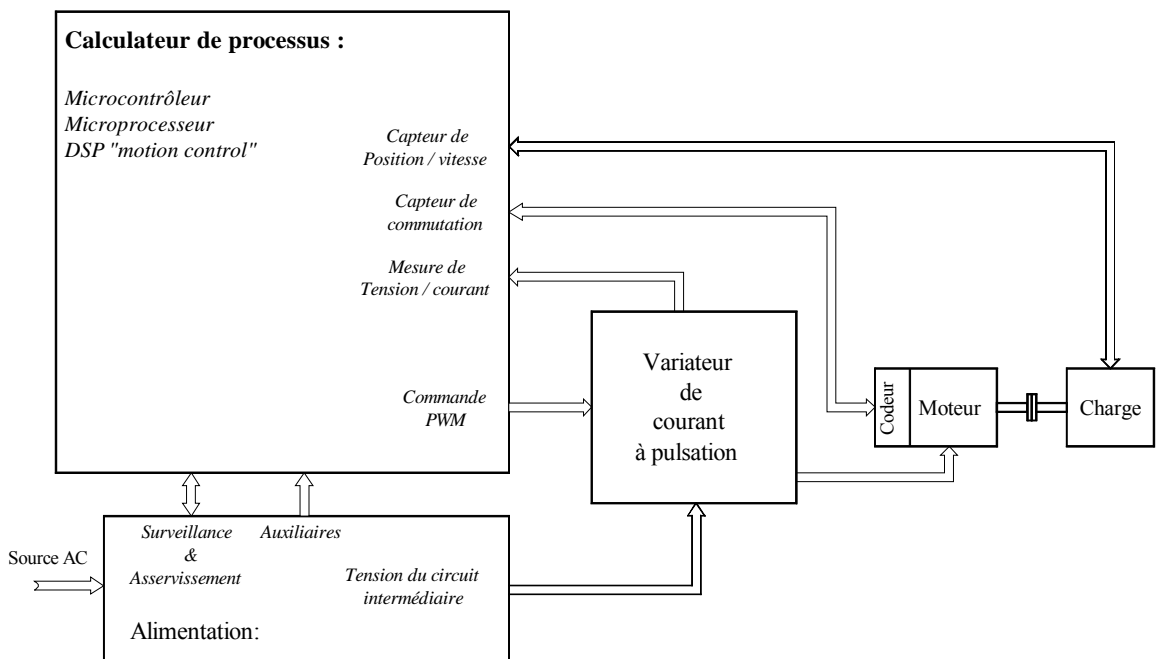 Calculateur de processus :
Microcontrôleur
Microprocesseur
DSP "motion control"
Capteur de
Position / vitesse
Capteur de
commutation
Mesure de
Tension / courant
Commande
PWM
Variateur
de
courant
à pulsation
Codeur
Moteur
Charge
Source AC
Surveillance
&
Asservissement
Auxiliaires
Tension du circuit
intermédiaire
Alimentation: